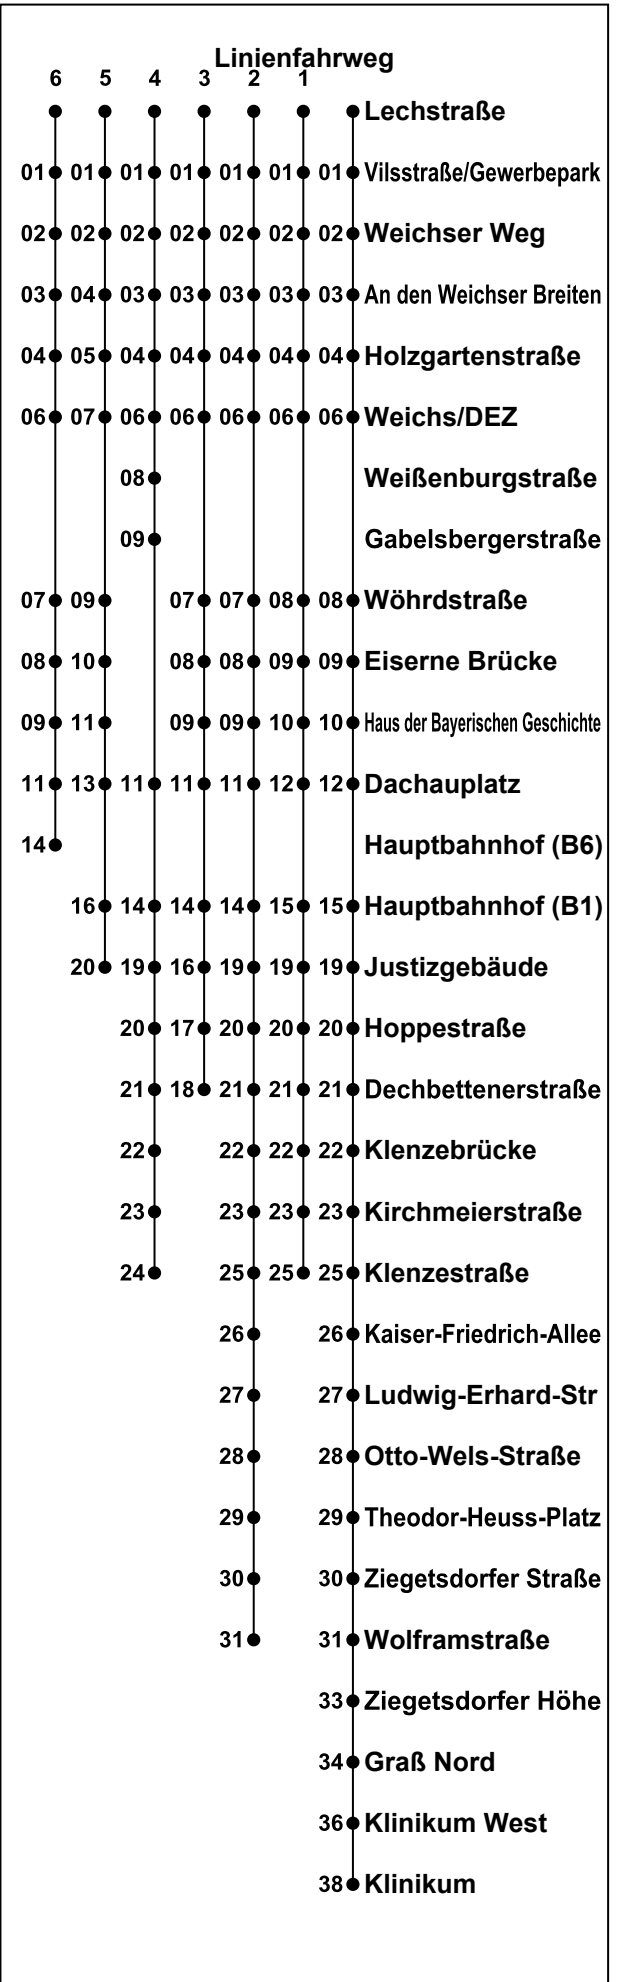 Linienfahrweg
6 5 4 3 2 1
Lechstraße
01 01 01 01 01 01 01 Vilsstraße/Gewerbepark
02 02 02 02 02 02 02 Weichser Weg
03 04 03 03 03 03 03 An den Weichser Breiten
04 05 04 04 04 04 04 Holzgartenstraße
06 07 06 06 06 06 06 Weichs/DEZ
08 Weißenburgstraße
09 Gabelsbergerstraße
07 09 07 07 08 08 Wöhrdstraße
08 10 08 08 09 09 Eiserne Brücke
09 11 09 09 10 10 Haus der Bayerischen Geschichte
11 13 11 11 11 12 12 Dachauplatz
14 Hauptbahnhof (B6)
16 14 14 14 15 15 Hauptbahnhof (B1)
20 19 16 19 19 19 Justizgebäude
20 17 20 20 20 Hoppestraße
21 18 21 21 21 Dechbettenerstraße
22 22 22 22 Klenzebrücke
23 23 23 23 Kirchmeierstraße
24 25 25 25 Klenzestraße
26 26 Kaiser-Friedrich-Allee
27 27 Ludwig-Erhard-Str
28 28 Otto-Wels-Straße
29 29 Theodor-Heuss-Platz
30 30 Ziegetsdorfer Straße
31 31 Wolframstraße
33 Ziegetsdorfer Höhe
34 Graß Nord
36 Klinikum West
38 Klinikum